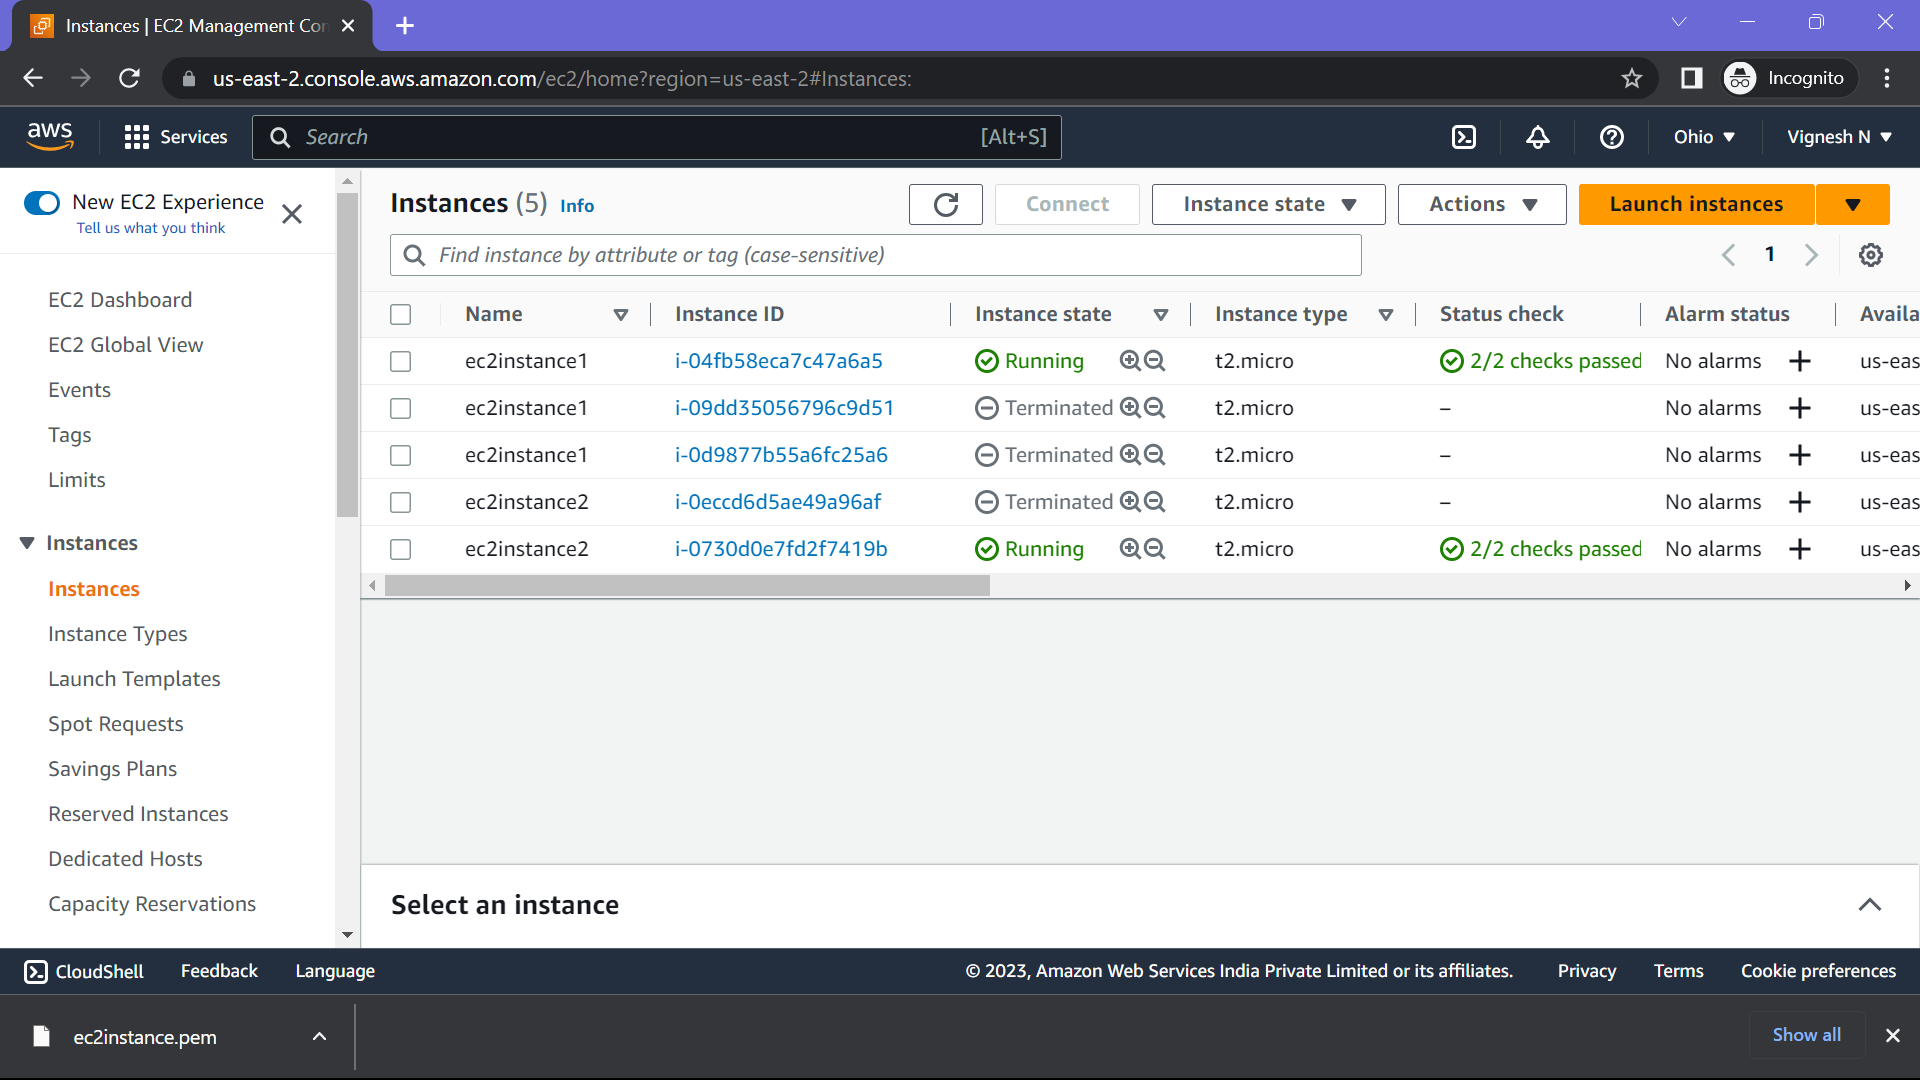 Instances | EC2 Management Con
us-east-2.console.aws.amazon.com/ec2/home?region=us-east-2#Instances:
Incognito
aws
Services
Search
[Alt+S]
Ohio
Vignesh N
New EC2 Experience
Tell us what you think
EC2 Dashboard
EC2 Global View
Events
Tags
Limits
Instances
Instances
Instance Types
Launch Templates
Spot Requests
Savings Plans
Reserved Instances
Dedicated Hosts
Capacity Reservations
Instances (5) Info
Connect
Instance state
Actions
Launch instances
Find instance by attribute or tag (case-sensitive)
1
Name Instance ID Instance state Instance type Status check Alarm status Availa
ec2instance1 i-04fb58eca7c47a6a5 Running t2.micro 2/2 checks passed No alarms + us-eas
ec2instance1 i-09dd35056796c9d51 Terminated t2.micro – No alarms + us-eas
ec2instance1 i-0d9877b55a6fc25a6 Terminated t2.micro – No alarms + us-eas
ec2instance2 i-0eccd6d5ae49a96af Terminated t2.micro – No alarms + us-eas
ec2instance2 i-0730d0e7fd2f7419b Running t2.micro 2/2 checks passed No alarms + us-eas
Select an instance
CloudShell
Feedback
Language
© 2023, Amazon Web Services India Private Limited or its affiliates.
Privacy
Terms
Cookie preferences
ec2instance.pem
Show all